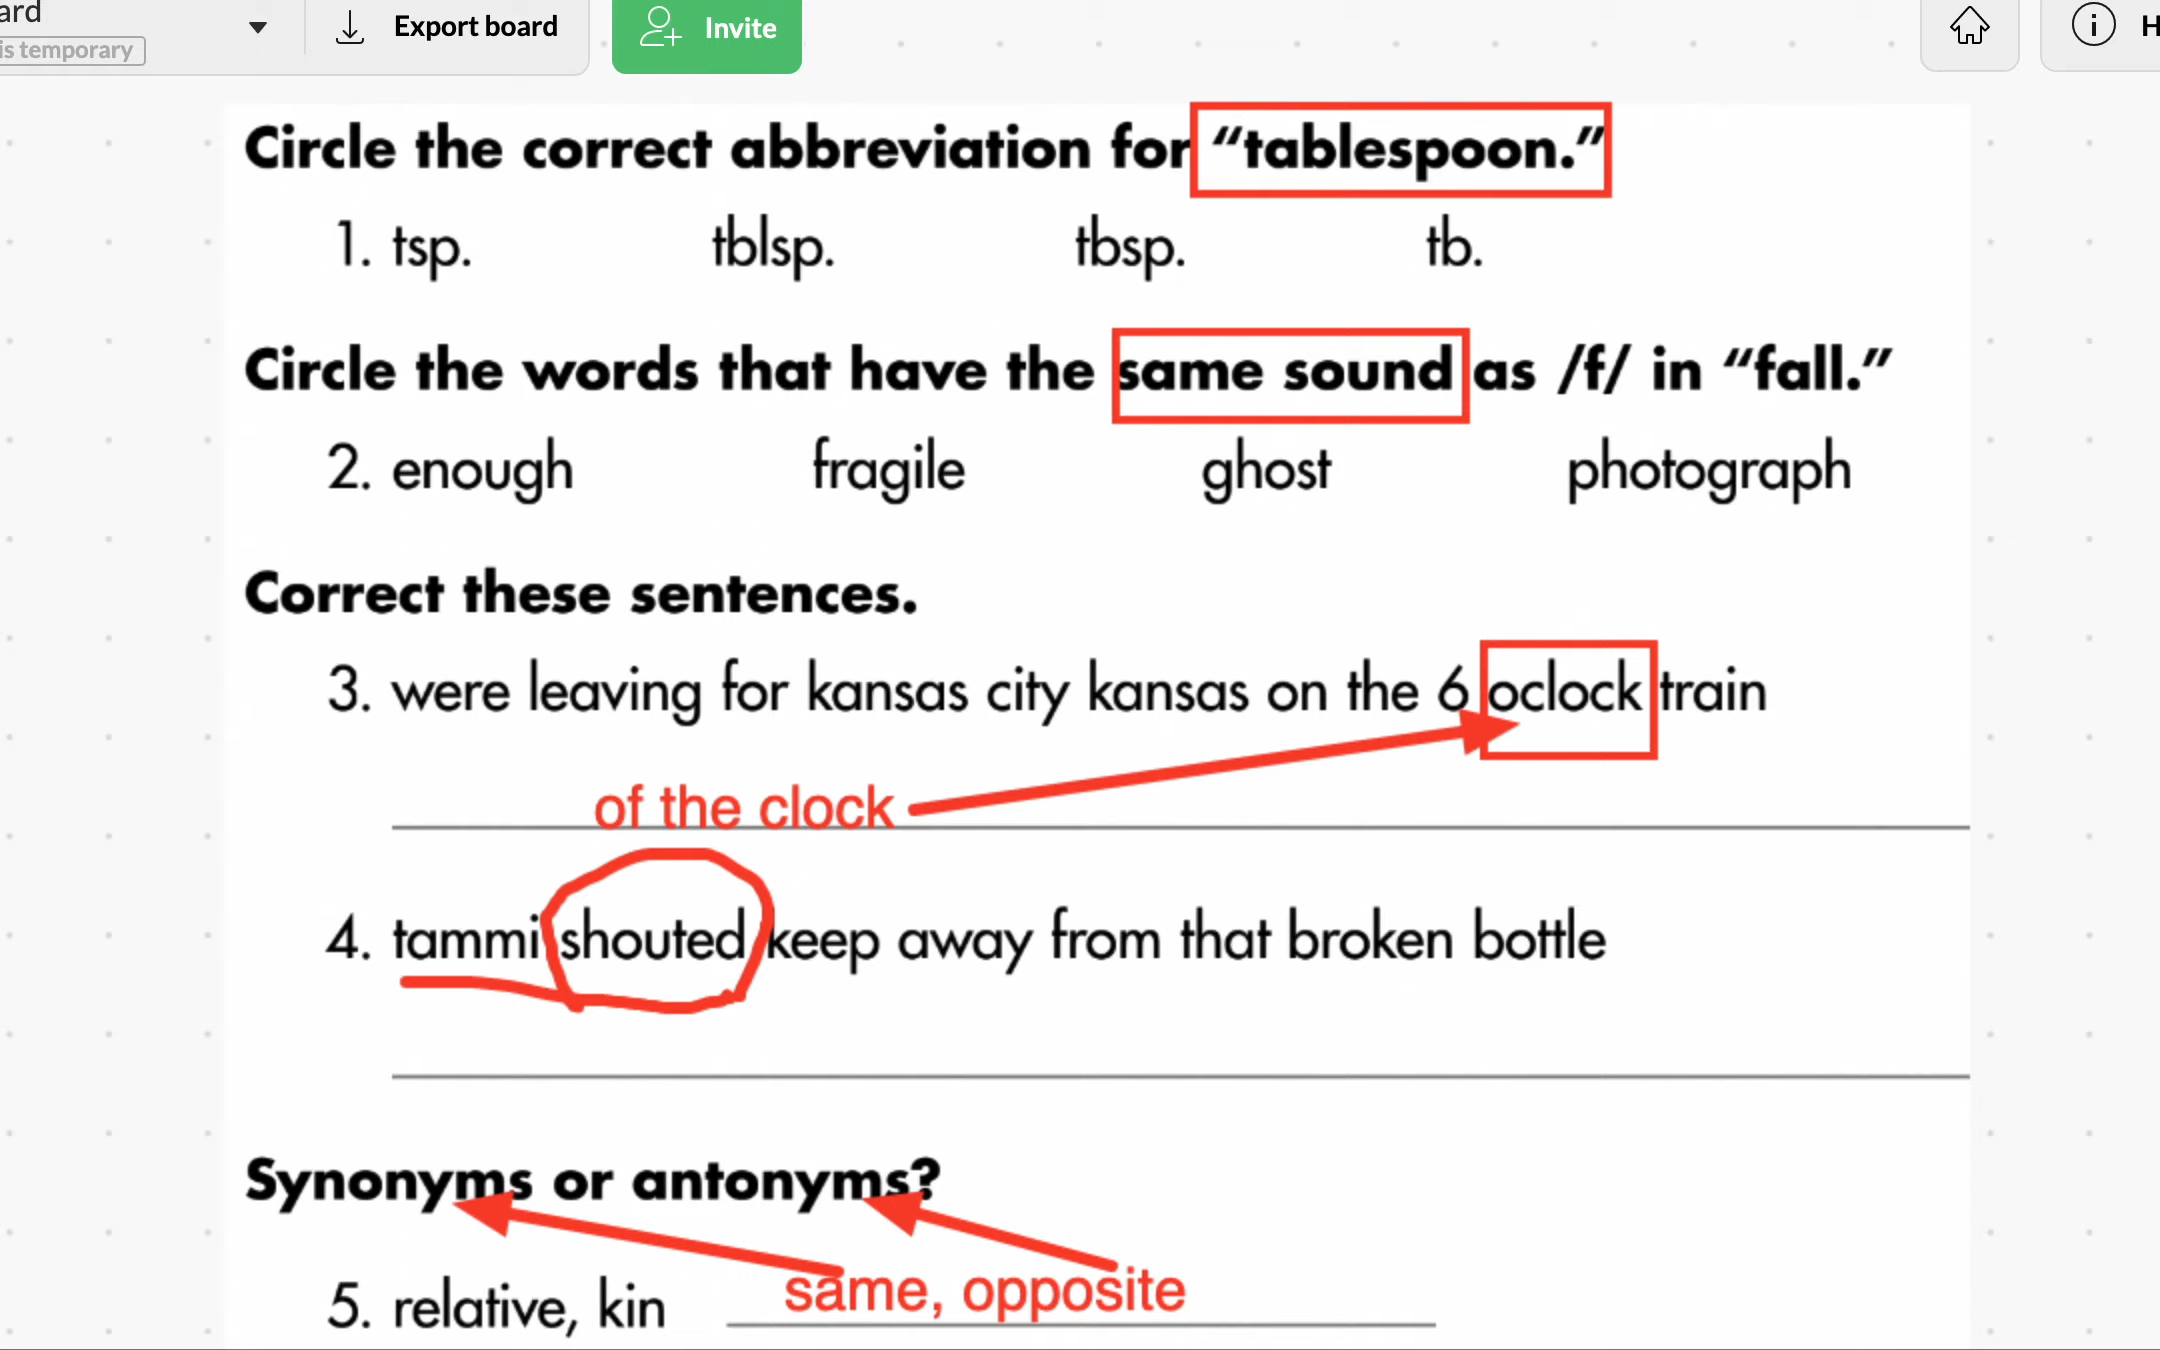 ard
is temporary
Export board
Invite
H
Circle the correct abbreviation for “tablespoon.”
1. tsp. tblsp. tbsp. tb.
Circle the words that have the same sound as /f/ in “fall.”
2. enough fragile ghost photograph
Correct these sentences.
3. were leaving for kansas city kansas on the 6 oclock train
of the clock
4. tammi shouted keep away from that broken bottle
Synonyms or antonyms?
same, opposite
5. relative, kin